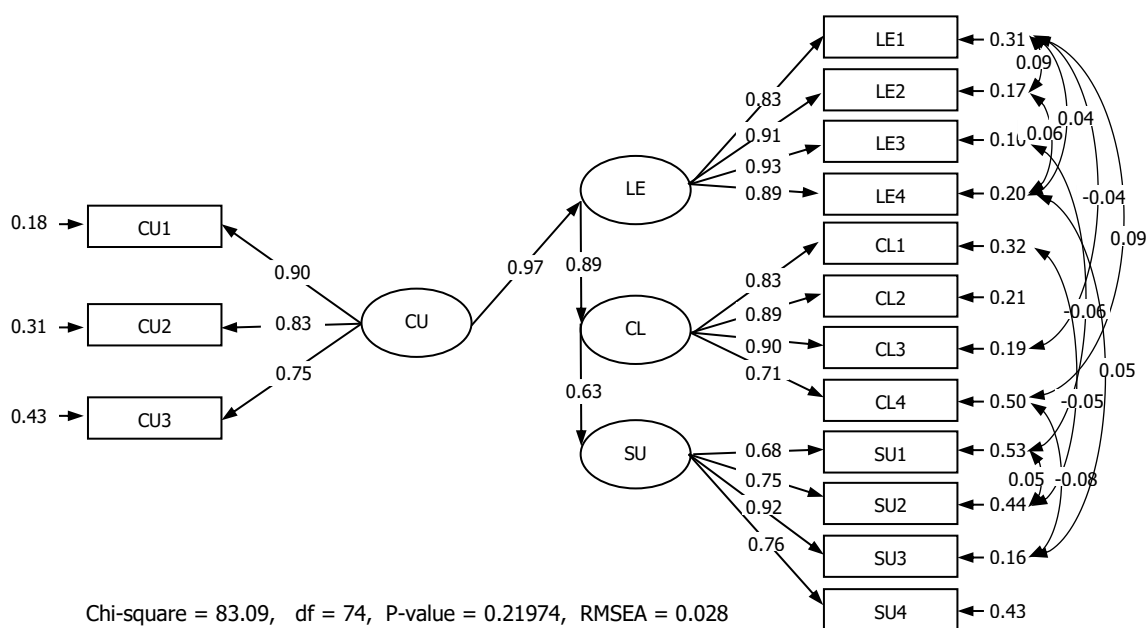 LE1
0.31
0.09
0.83
LE2
0.17
0.91
0.04
LE3
0.06
0.93
LE
0.89
LE4
0.20
-0.04
0.18
CU1
0.09
CL1
0.32
0.97
0.89
0.90
0.83
CL2
0.21
0.89
-0.06
0.31
CU2
0.83
CU
CL
0.90
CL3
0.19
0.75
0.71
0.05
0.63
CL4
0.50
-0.05
0.43
CU3
SU
0.68
SU1
0.53
0.75
0.05
-0.08
SU2
0.44
0.92
0.76
SU3
0.16
SU4
0.43
Chi-square = 83.09, df = 74, P-value = 0.21974, RMSEA = 0.028